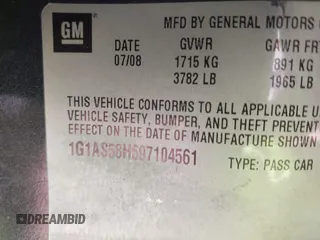 GM
MFD BY GENERAL MOTORS
DATE GVWR GAWR FRT
07/08 1715 KG 891 KG
3782 LB 1965 LB
THIS VEHICLE CONFORMS TO ALL APPLICABLE
VEHICLE SAFETY, BUMPER, AND THEFT PREVENT
EFFECT ON THE DATE OF MANUFACTURE SHOWN
1G1AS58H597104561
TYPE: PASS CAR
DREAMBID